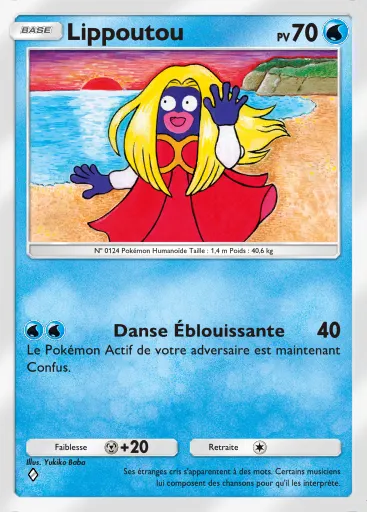 BASE Lippoutou PV 70
N° 0124 Pokémon Humanoïde Taille : 1,4 m Poids : 40,6 kg
Danse Éblouissante 40
Le Pokémon Actif de votre adversaire est maintenant
Confus.
Faiblesse +20 Retraite
Illus. Yukiko Baba
Ses étranges cris s'apparentent à des mots. Certains musiciens
lui composent des chansons pour qu'il les interprète.